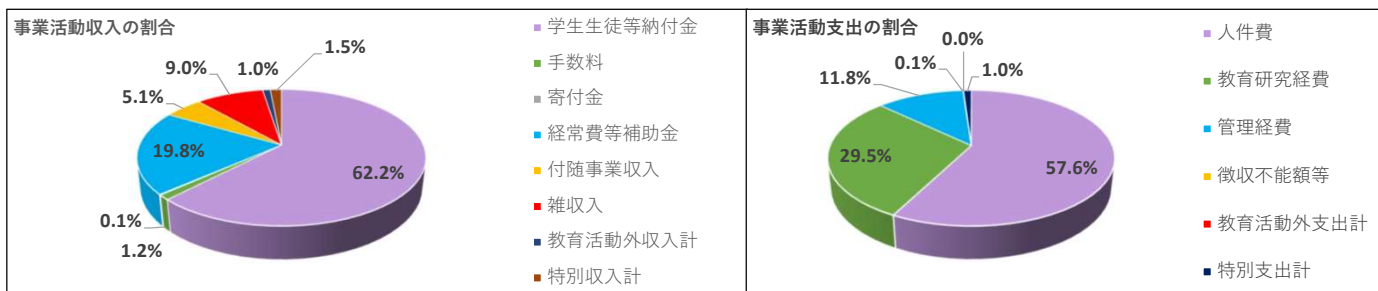 事業活動収入の割合
1.5%
1.0%
9.0%
5.1%
19.8%
62.2%
0.1%
1.2%
学生生徒等納付金
手数料
寄付金
経常費等補助金
付随事業収入
雑収入
教育活動外収入計
特別収入計
事業活動支出の割合
0.0%
0.1%
1.0%
11.8%
29.5%
57.6%
人件費
教育研究経費
管理経費
徴収不能額等
教育活動外支出計
特別支出計